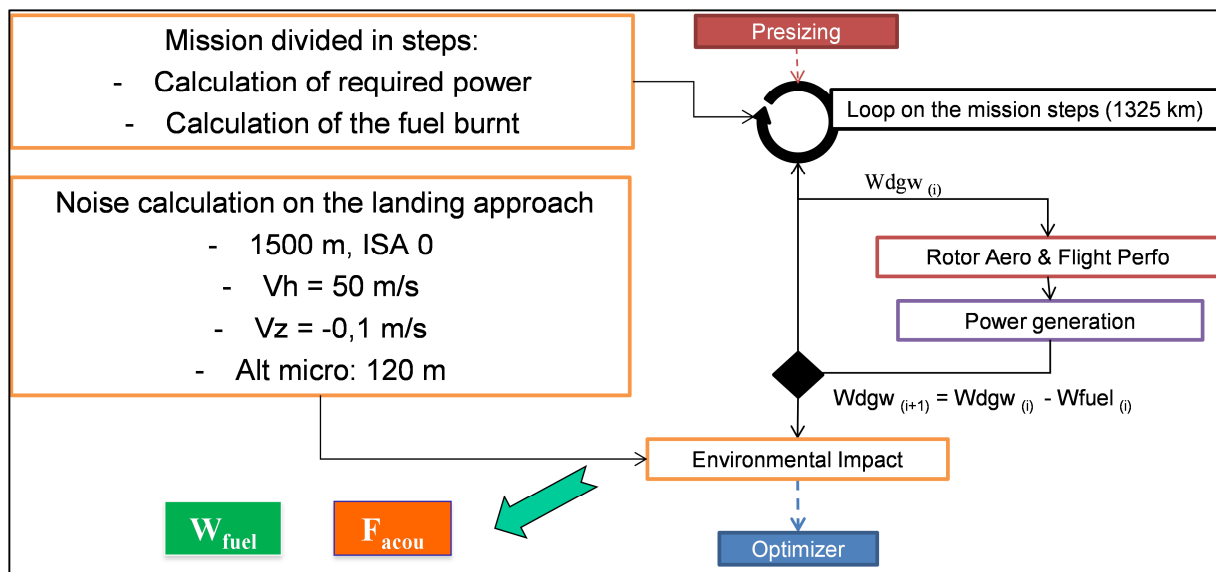 Mission divided in steps:
- Calculation of required power
- Calculation of the fuel burnt
Presizing
Loop on the mission steps (1325 km)
Noise calculation on the landing approach
- 1500 m, ISA 0
- Vh = 50 m/s
- Vz = -0,1 m/s
- Alt micro: 120 m
Wdgw (i)
Rotor Aero & Flight Perfo
Power generation
Wdgw (i+1) = Wdgw (i) - Wfuel (i)
Environmental Impact
Wfuel
Facou
Optimizer